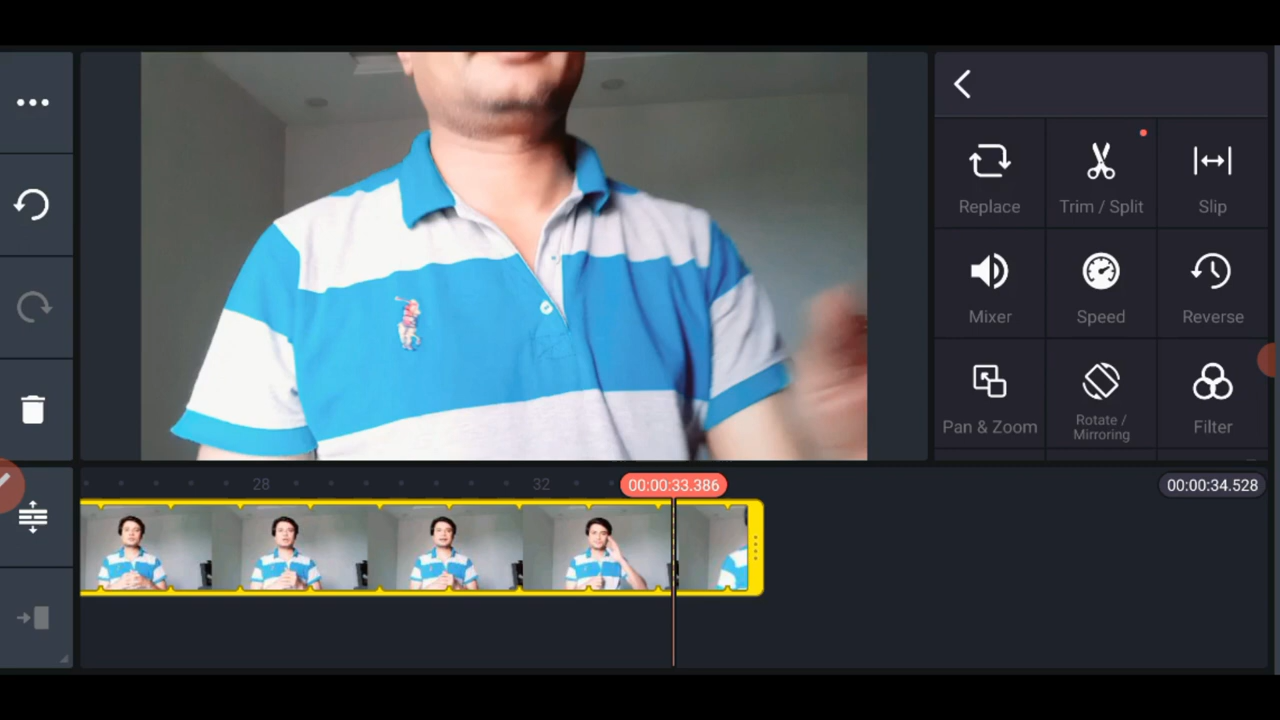 Replace
Trim / Split
Slip
Mixer
Speed
Reverse
Pan & Zoom
Rotate /
Mirroring
Filter
28
32
00:00:33.386
00:00:34.528